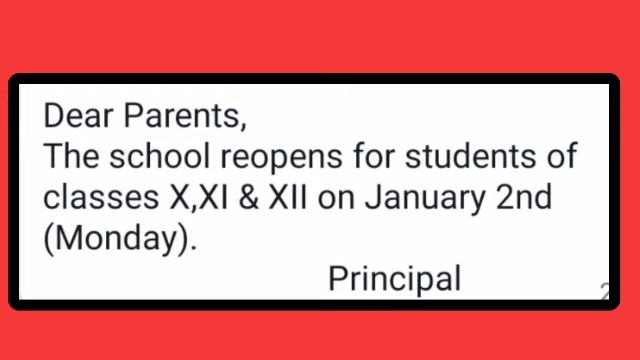 Dear Parents,
The school reopens for students of
classes X,XI & XII on January 2nd
(Monday).
Principal